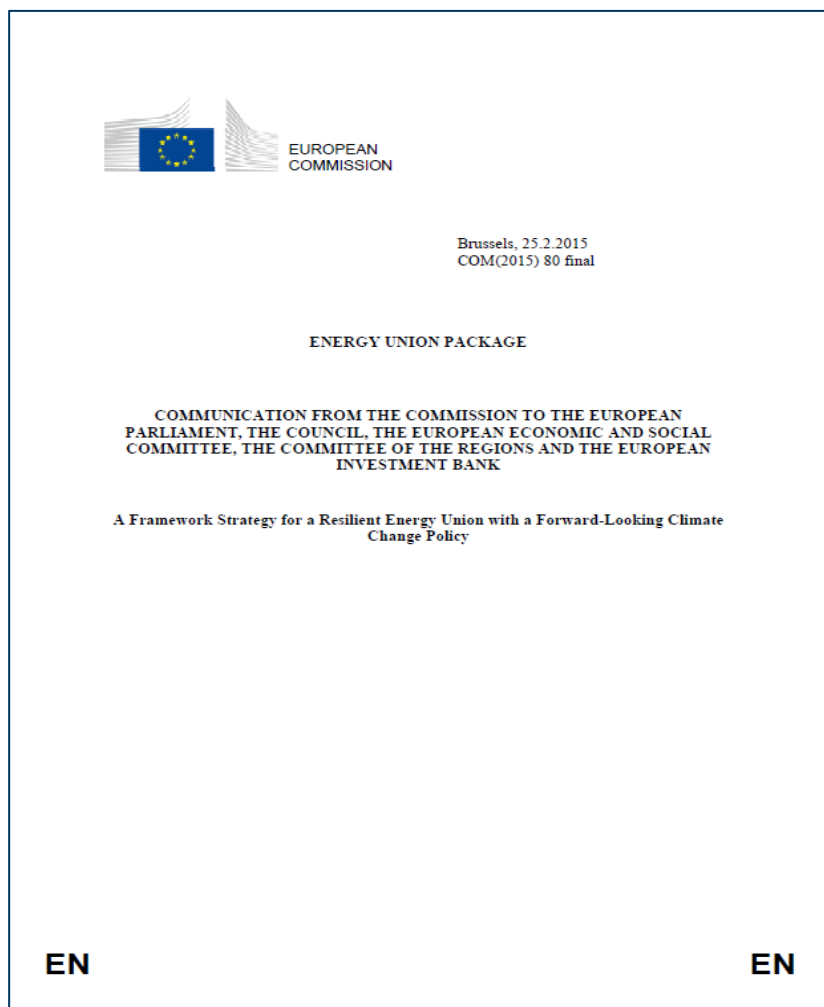 EUROPEAN
COMMISSION
Brussels, 25.2.2015
COM(2015) 80 final
ENERGY UNION PACKAGE
COMMUNICATION FROM THE COMMISSION TO THE EUROPEAN
PARLIAMENT, THE COUNCIL, THE EUROPEAN ECONOMIC AND SOCIAL
COMMITTEE, THE COMMITTEE OF THE REGIONS AND THE EUROPEAN
INVESTMENT BANK
A Framework Strategy for a Resilient Energy Union with a Forward-Looking Climate
Change Policy
EN EN